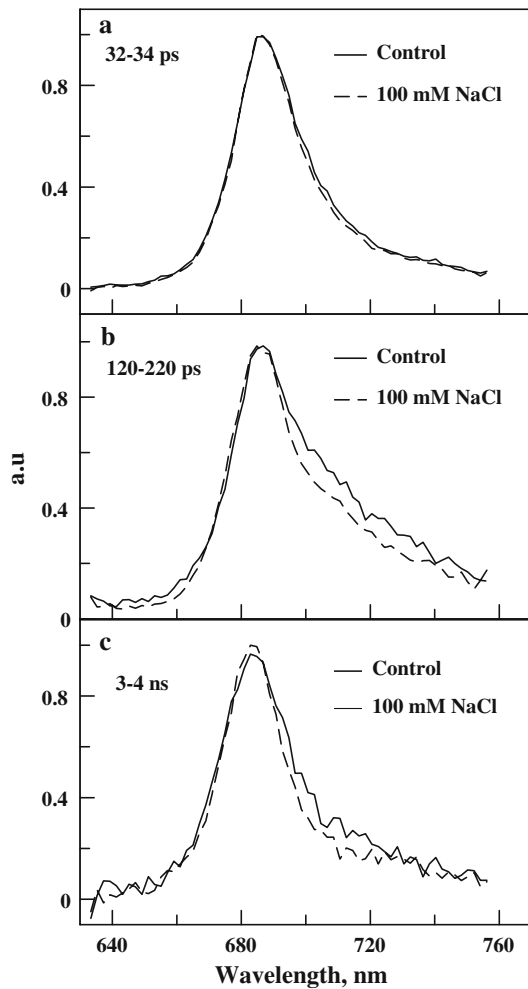 a
32-34 ps
Control
100 mM NaCl
0.8
0.4
0
b
120-220 ps
Control
100 mM NaCl
0.8
0.4
0
a.u
c
3-4 ns
Control
100 mM NaCl
0.8
0.4
0
640
680
720
760
Wavelength, nm